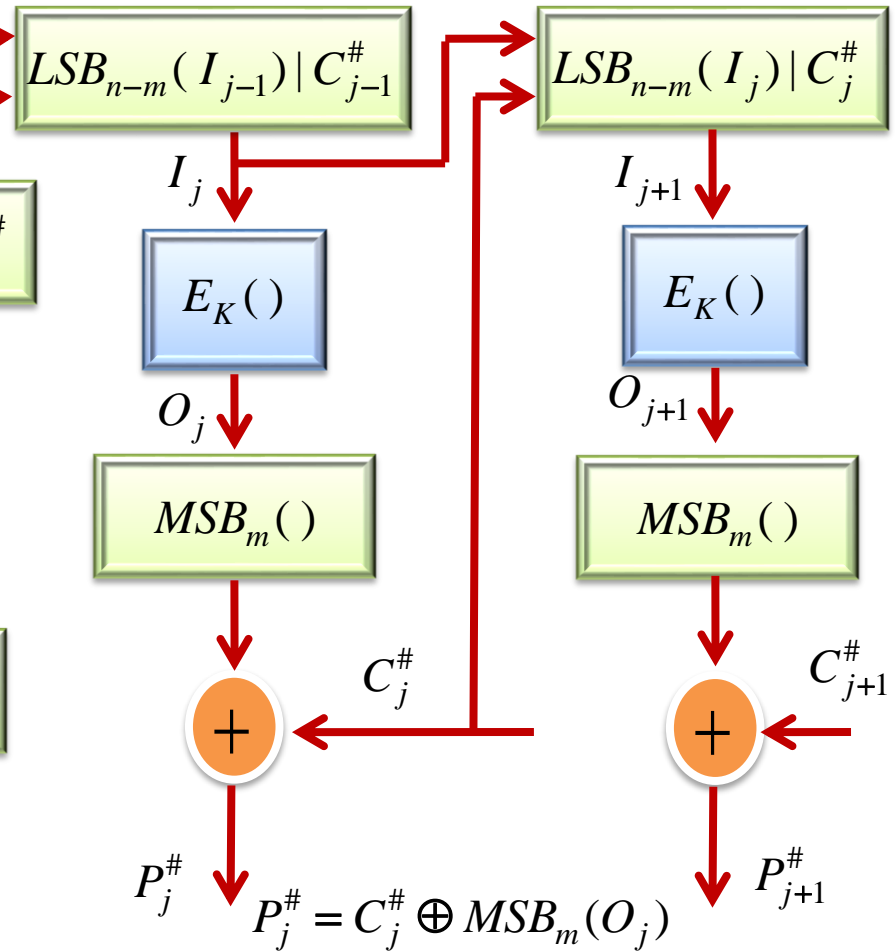 LSB_{n-m}(I_{j-1})|C^#_{j-1}
LSB_{n-m}(I_j)|C^#_j
I_j
I_{j+1}
#
E_K()
E_K()
O_j
O_{j+1}
MSB_m()
MSB_m()
C^#_j
C^#_{j+1}
+
+
P^#_j
P^#_{j+1}
P^#_j = C^#_j ⊕ MSB_m(O_j)